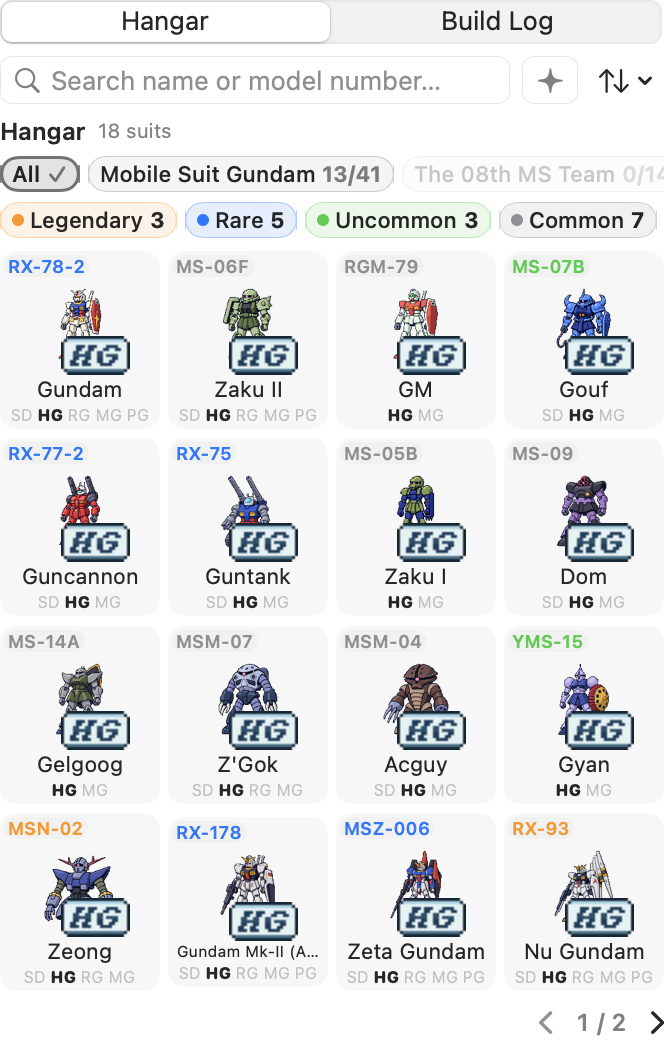 Hangar Build Log
Search name or model number...
Hangar 18 suits
All ✓ Mobile Suit Gundam 13/41 The 08th MS Team 0/14
Legendary 3 Rare 5 Uncommon 3 Common 7
RX-78-2 MS-06F RGM-79 MS-07B
HG HG HG HG
Gundam Zaku II GM Gouf
SD HG RG MG PG SD HG RG MG PG HG MG SD HG MG
RX-77-2 RX-75 MS-05B MS-09
HG HG HG HG
Guncannon Guntank Zaku I Dom
SD HG MG SD HG MG HG MG SD HG MG
MS-14A MSM-07 MSM-04 YMS-15
HG HG HG HG
Gelgoog Z'Gok Acguy Gyan
HG MG SD HG RG MG SD HG MG HG MG
MSN-02 RX-178 MSZ-006 RX-93
HG HG HG HG
Zeong Gundam Mk-II (A... Zeta Gundam Nu Gundam
SD HG RG MG SD HG RG MG PG SD HG RG MG PG SD HG RG MG PG
1 / 2